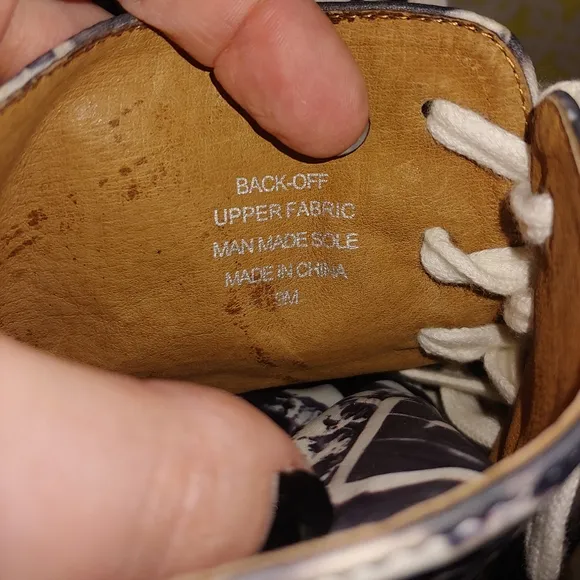 BACK-OFF
UPPER FABRIC
MAN MADE SOLE
MADE IN CHINA
9M